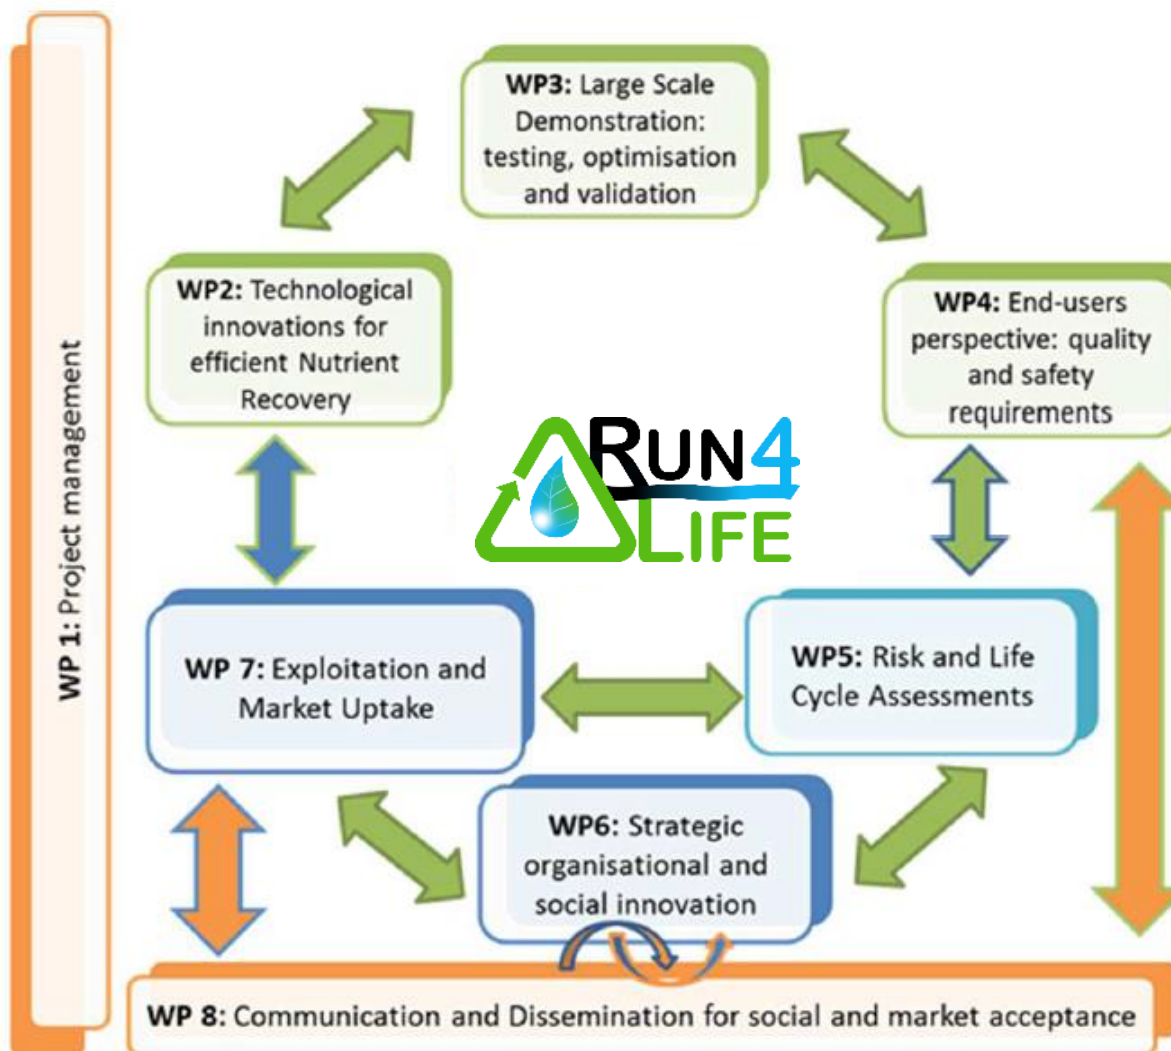 WP 1: Project management
WP3: Large Scale
Demonstration:
testing, optimisation
and validation
WP2: Technological
innovations for
efficient Nutrient
Recovery
WP4: End-users
perspective: quality
and safety
requirements
RUN4
LIFE
WP 7: Exploitation and
Market Uptake
WP5: Risk and Life
Cycle Assessments
WP6: Strategic
organisational and
social innovation
WP 8: Communication and Dissemination for social and market acceptance